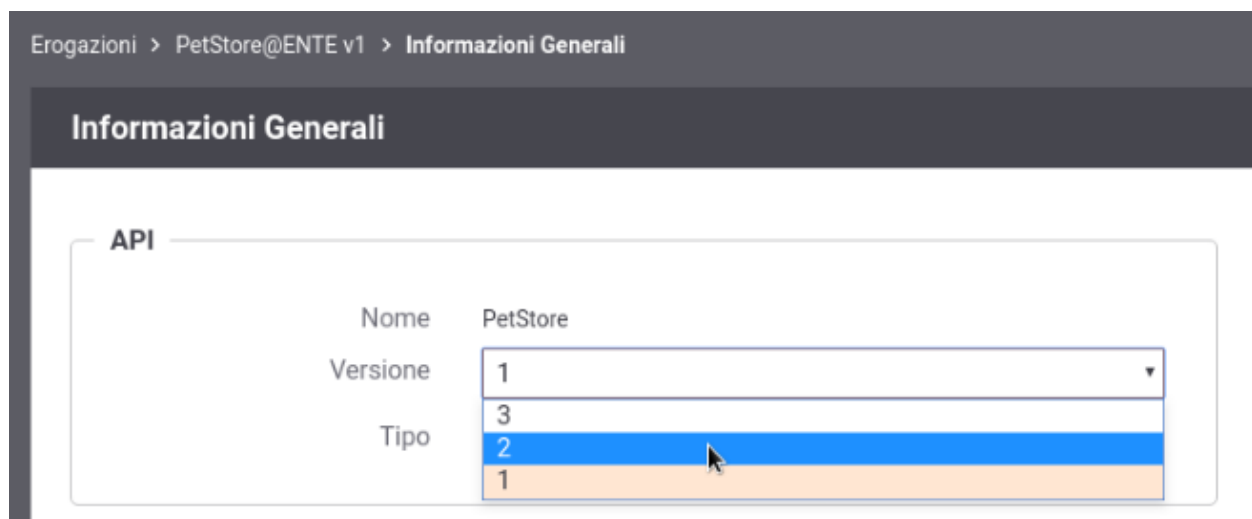 Erogazioni > PetStore@ENTE v1 > Informazioni Generali
Informazioni Generali
API
Nome PetStore
Versione 1
3
Tipo
2
1